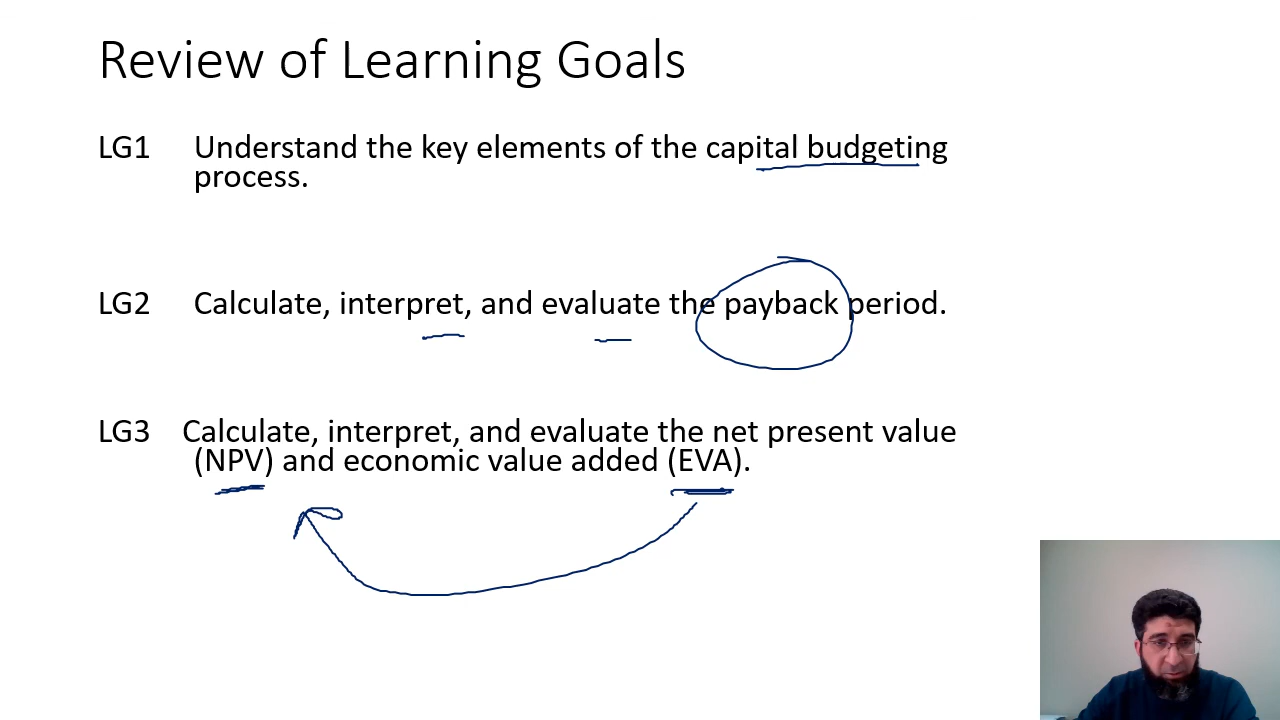 Review of Learning Goals
LG1 Understand the key elements of the capital budgeting
process.
LG2 Calculate, interpret, and evaluate the payback period.
LG3 Calculate, interpret, and evaluate the net present value
(NPV) and economic value added (EVA).